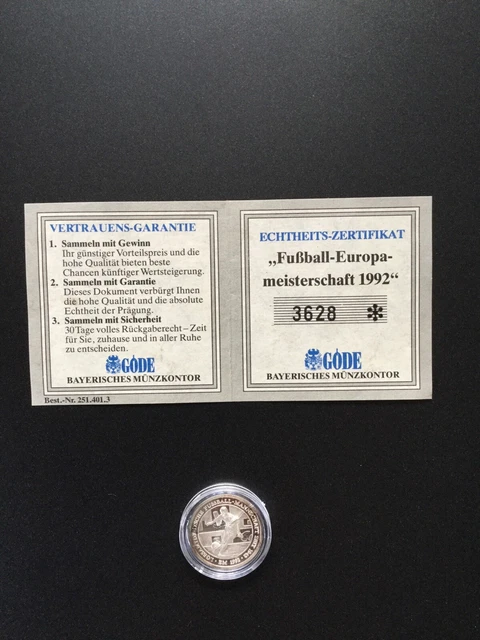 VERTRAUENS-GARANTIE
1. Sammeln mit Gewinn
Ihr günstiger Vorteilspreis und die
hohe Qualität bieten beste
Chancen künftiger Wertsteigerung.
2. Sammeln mit Garantie
Dieses Dokument verbürgt Ihnen
die hohe Qualität und die absolute
Echtheit der Prägung.
3. Sammeln mit Sicherheit
30 Tage volles Rückgaberecht – Zeit
für Sie, zuhause und in aller Ruhe
zu entscheiden.
GÖDE
BAYERISCHES MÜNZKONTOR
Best.-Nr. 251.401.3
ECHTHEITS-ZERTIFIKAT
„Fußball-Europa-
meisterschaft 1992“
3628 ✻
GÖDE
BAYERISCHES MÜNZKONTOR